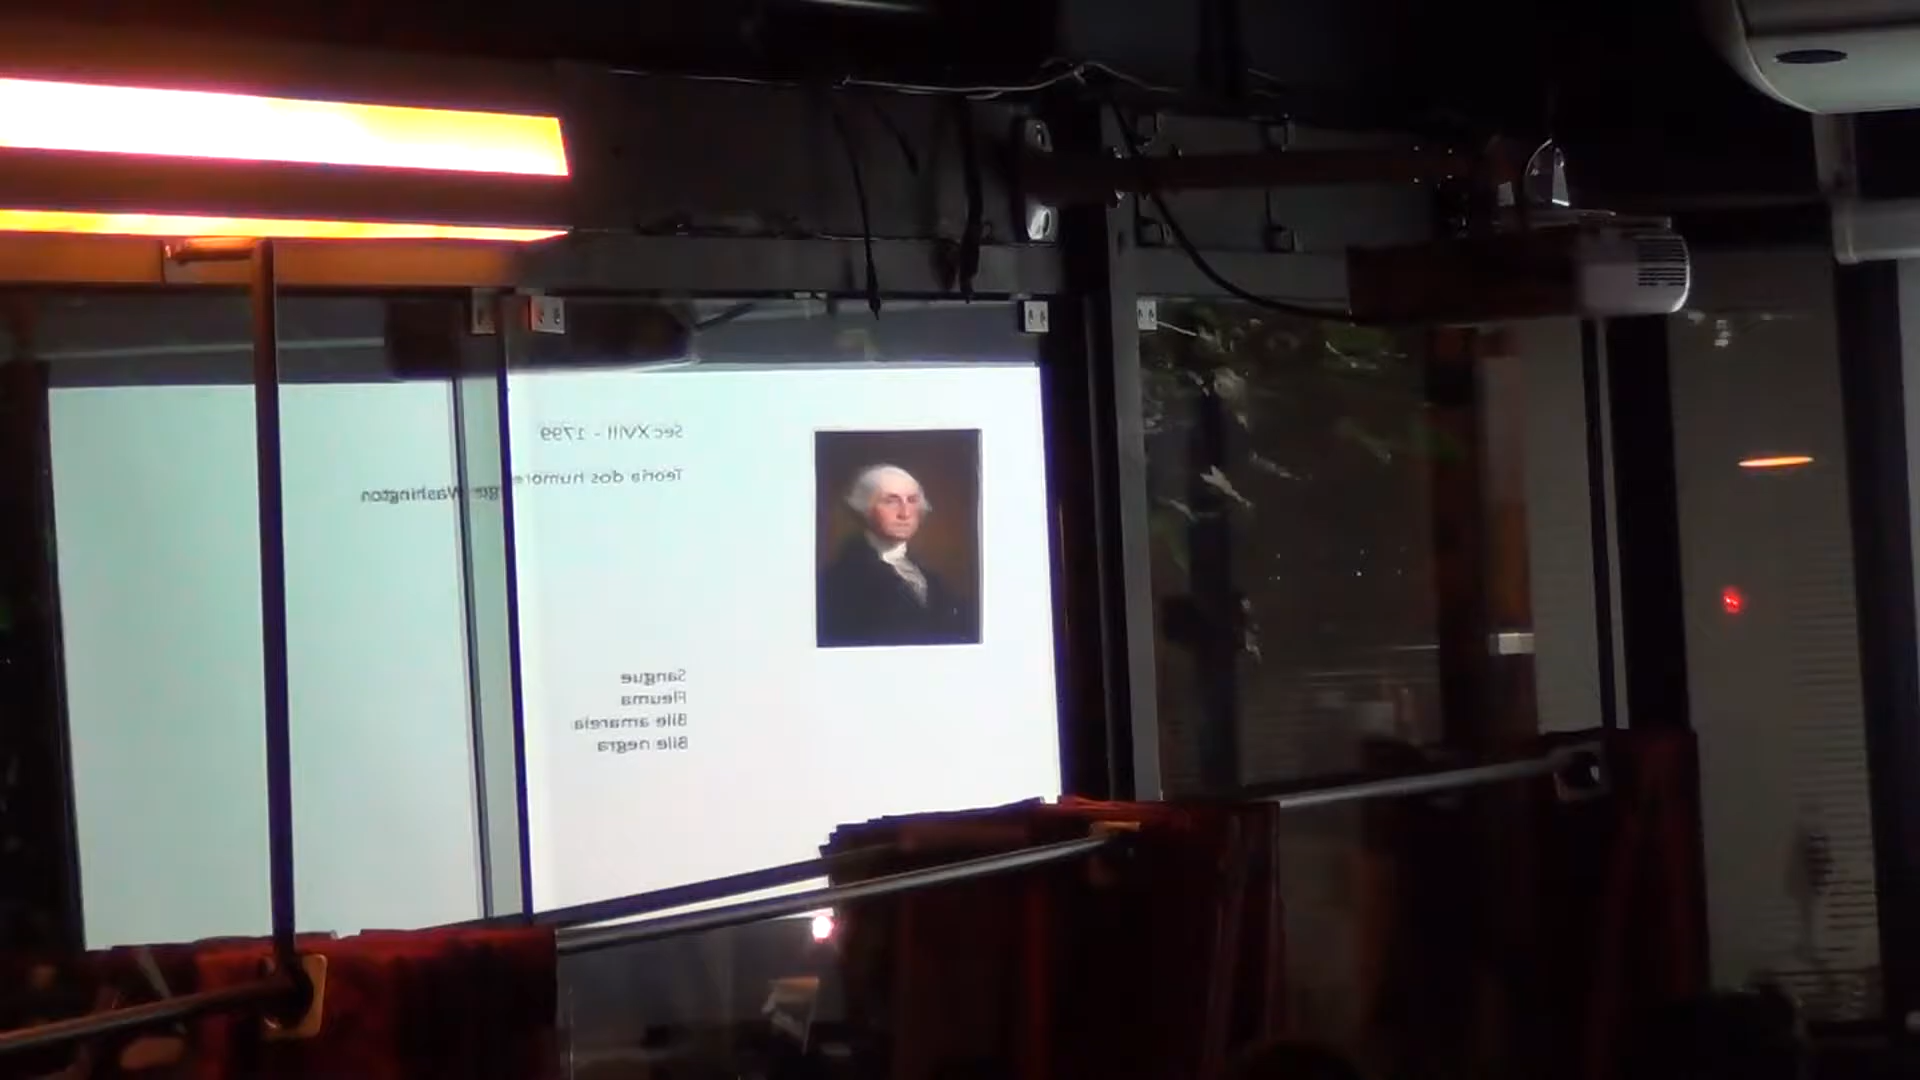 Sec XVIII - 1799
Teoria dos humores
Washington
Sangue
Fleuma
Bile amarela
Bile negra